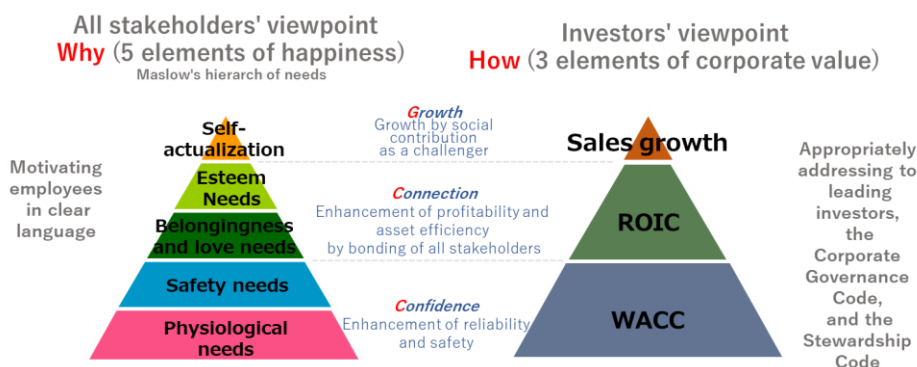 All stakeholders' viewpoint
Why (5 elements of happiness)
Maslow's hierarch of needs
Investors' viewpoint
How (3 elements of corporate value)
Motivating
employees
in clear
language
Self-
actualization
Esteem
Needs
Belongingness
and love needs
Safety needs
Physiological
needs
Growth
Growth by social
contribution
as a challenger
Connection
Enhancement of profitability and
asset efficiency
by bonding of all stakeholders
Confidence
Enhancement of reliability
and safety
Sales growth
ROIC
WACC
Appropriately
addressing to
leading
investors,
the
Corporate
Governance
Code,
and the
Stewardship
Code